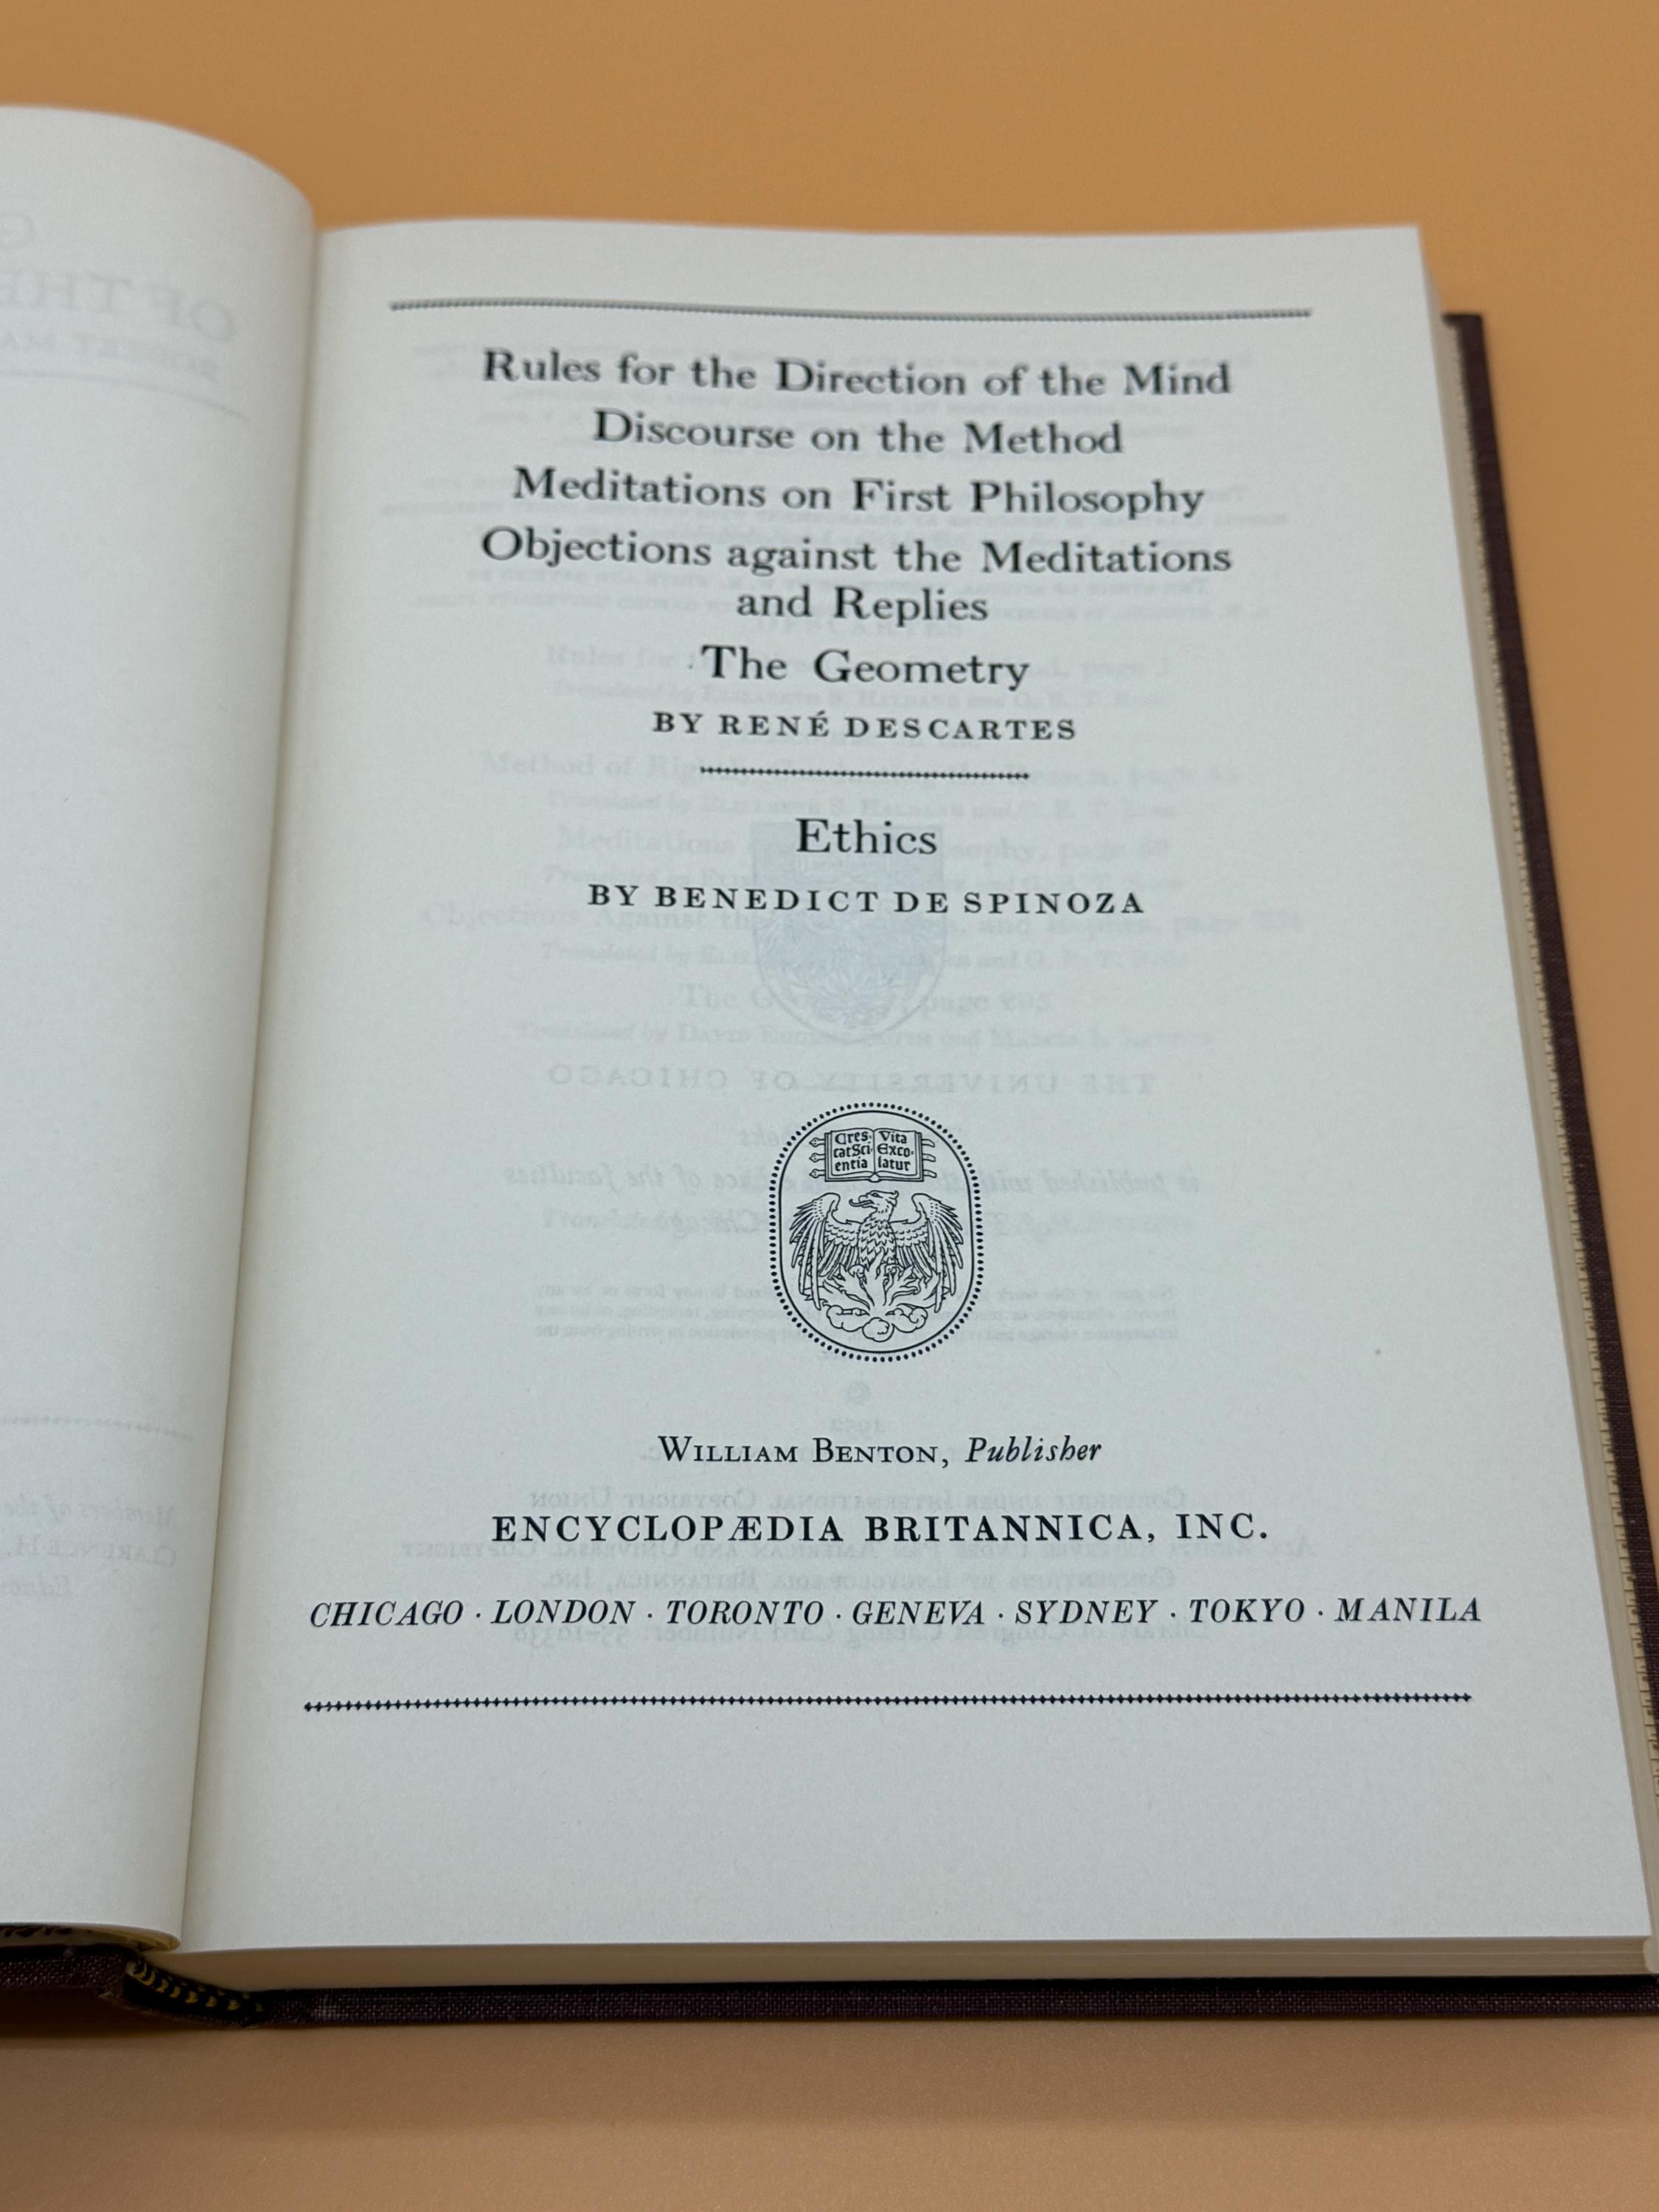 Rules for the Direction of the Mind
Discourse on the Method
Meditations on First Philosophy
Objections against the Meditations
and Replies
The Geometry
BY RENÉ DESCARTES
Ethics
BY BENEDICT DE SPINOZA
Cres Vita
catSci Exco-
entia latur
WILLIAM BENTON, Publisher
ENCYCLOPÆDIA BRITANNICA, INC.
CHICAGO · LONDON · TORONTO · GENEVA · SYDNEY · TOKYO · MANILA